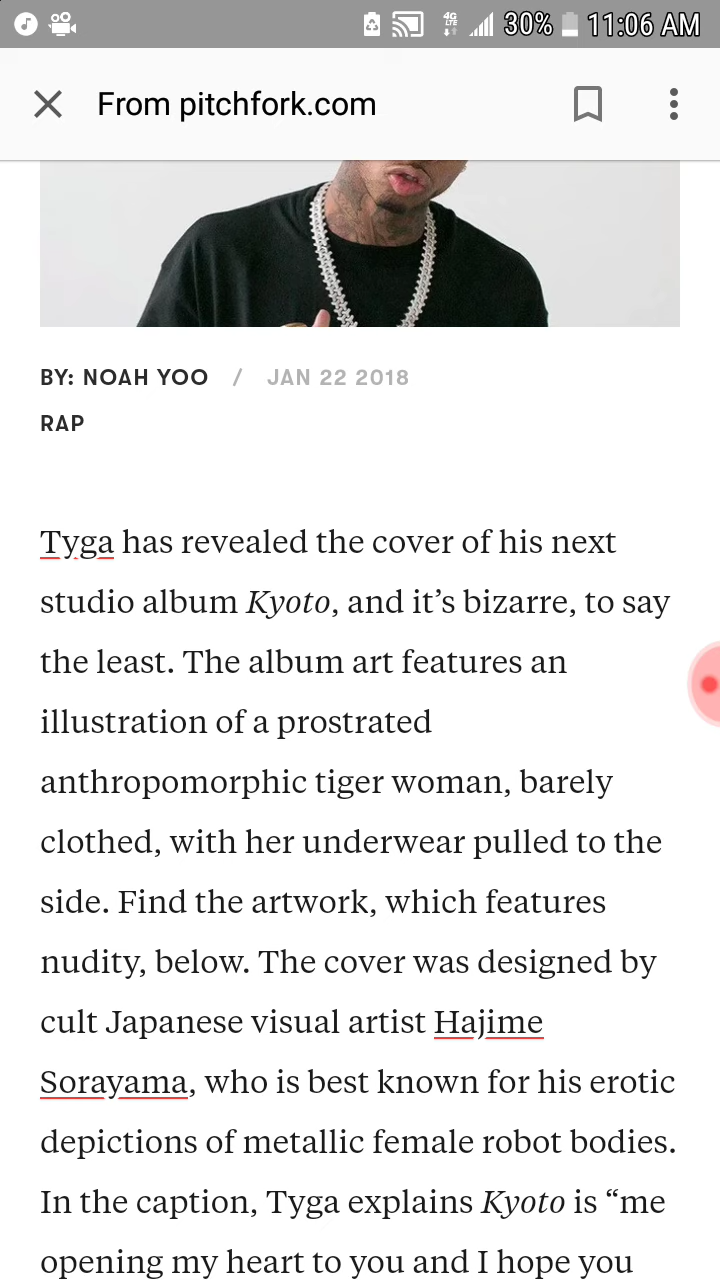 4G
LTE
30%
11:06 AM
From pitchfork.com
BY: NOAH YOO / JAN 22 2018
RAP
Tyga has revealed the cover of his next
studio album Kyoto, and it’s bizarre, to say
the least. The album art features an
illustration of a prostrated
anthropomorphic tiger woman, barely
clothed, with her underwear pulled to the
side. Find the artwork, which features
nudity, below. The cover was designed by
cult Japanese visual artist Hajime
Sorayama, who is best known for his erotic
depictions of metallic female robot bodies.
In the caption, Tyga explains Kyoto is “me
opening my heart to you and I hope you